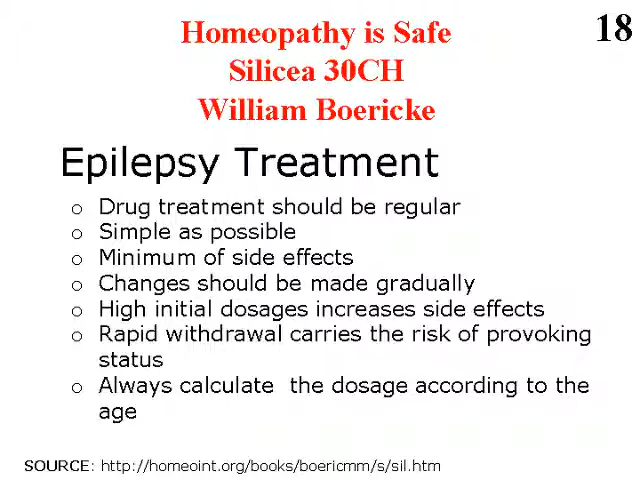 18
Homeopathy is Safe
Silicea 30CH
William Boericke
Epilepsy Treatment
o Drug treatment should be regular
o Simple as possible
o Minimum of side effects
o Changes should be made gradually
o High initial dosages increases side effects
o Rapid withdrawal carries the risk of provoking
status
o Always calculate the dosage according to the
age
SOURCE: http://homeoint.org/books/boericmm/s/sil.htm